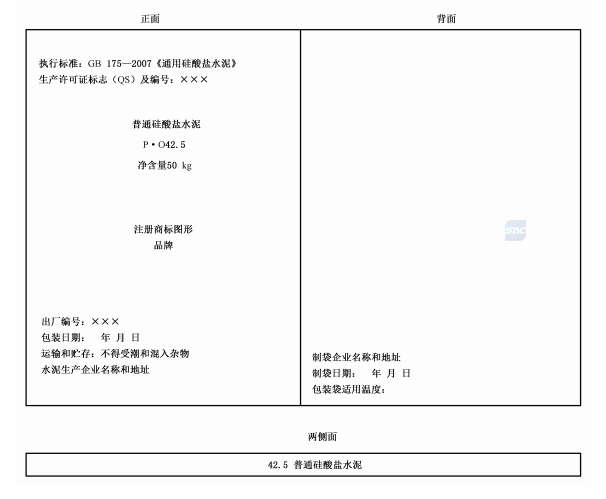 正面
背面
执行标准：GB 175—2007《通用硅酸盐水泥》
生产许可证标志（QS）及编号：×××
普通硅酸盐水泥
P·O42.5
净含量50 kg
注册商标图形
品牌
出厂编号：×××
包装日期： 年 月 日
运输和贮存：不得受潮和混入杂物
水泥生产企业名称和地址
SAC
制袋企业名称和地址
制袋日期： 年 月 日
包装袋适用温度：
两侧面
42.5 普通硅酸盐水泥